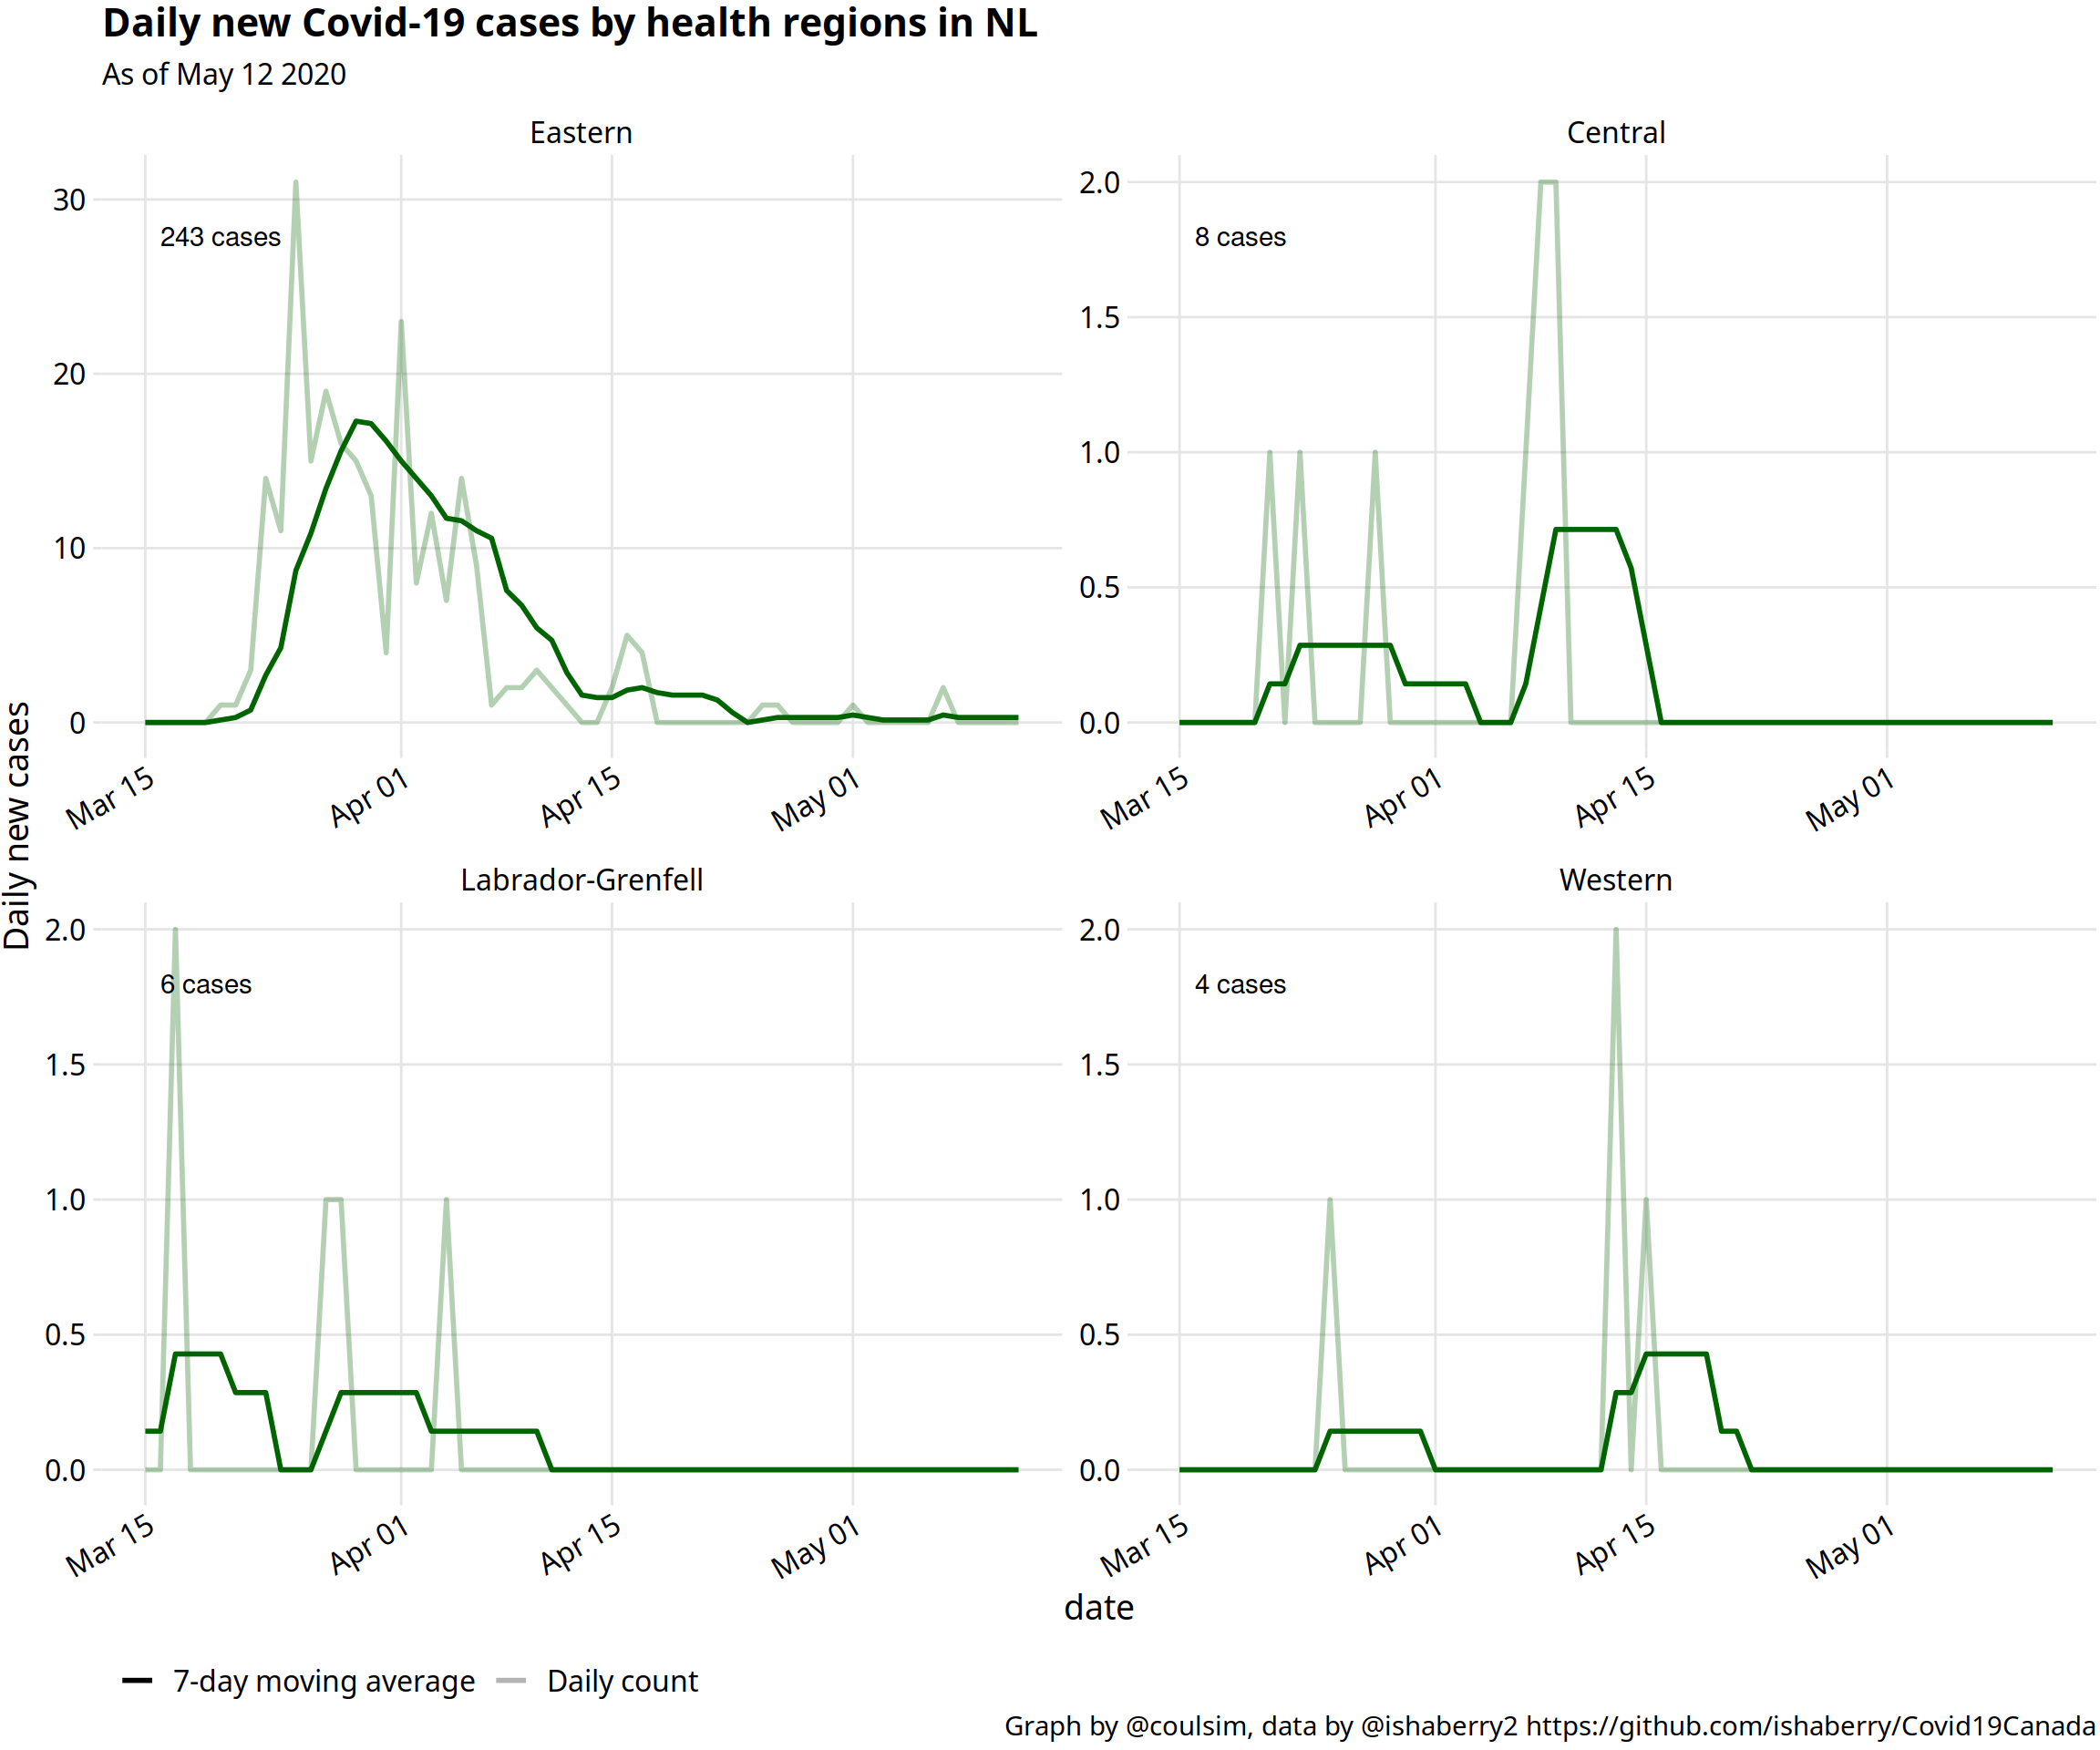 Daily new Covid-19 cases by health regions in NL
As of May 12 2020
Eastern
30
20
10
0
243 cases
Mar 15
Apr 01
Apr 15
May 01
Central
2.0
1.5
1.0
0.5
0.0
8 cases
Mar 15
Apr 01
Apr 15
May 01
Daily new cases
Labrador-Grenfell
2.0
1.5
1.0
0.5
0.0
6 cases
Mar 15
Apr 01
Apr 15
May 01
Western
2.0
1.5
1.0
0.5
0.0
4 cases
Mar 15
Apr 01
Apr 15
May 01
date
7-day moving average
Daily count
Graph by @coulsim, data by @ishaberry2 https://github.com/ishaberry/Covid19Canada